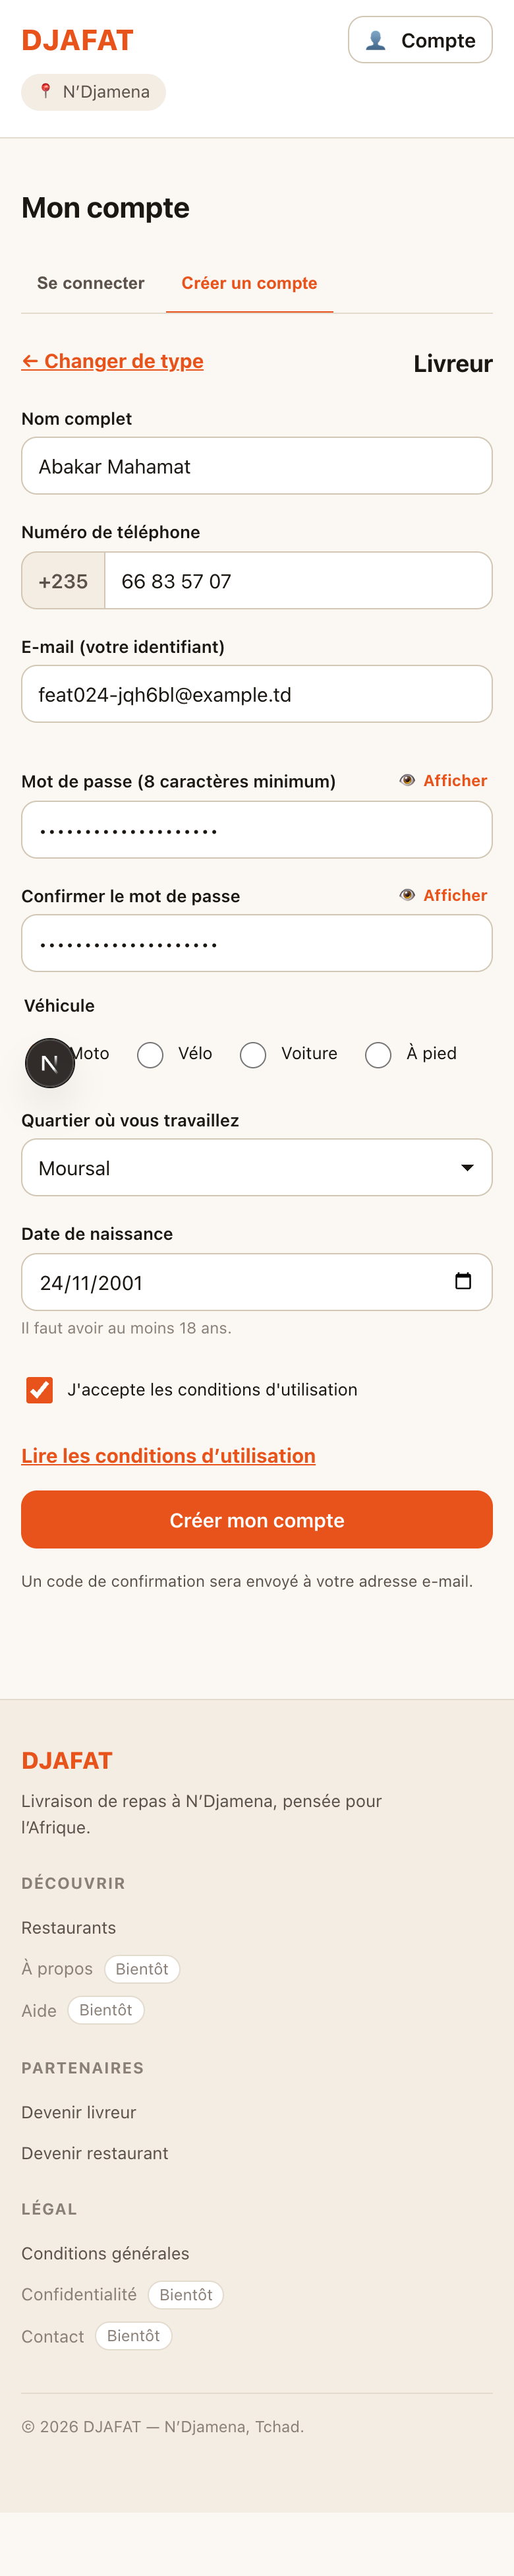 DJAFAT
Compte
N’Djamena
Mon compte
Se connecter
Créer un compte
← Changer de type
Livreur
Nom complet
Abakar Mahamat
Numéro de téléphone
+235
66 83 57 07
E-mail (votre identifiant)
feat024-jqh6bl@example.td
Mot de passe (8 caractères minimum)
Afficher
••••••••••••••••••••
Confirmer le mot de passe
Afficher
••••••••••••••••••••
Véhicule
N
Moto
Vélo
Voiture
À pied
Quartier où vous travaillez
Moursal
Date de naissance
24/11/2001
Il faut avoir au moins 18 ans.
J'accepte les conditions d'utilisation
Lire les conditions d’utilisation
Créer mon compte
Un code de confirmation sera envoyé à votre adresse e-mail.
DJAFAT
Livraison de repas à N’Djamena, pensée pour
l’Afrique.
DÉCOUVRIR
Restaurants
À propos
Bientôt
Aide
Bientôt
PARTENAIRES
Devenir livreur
Devenir restaurant
LÉGAL
Conditions générales
Confidentialité
Bientôt
Contact
Bientôt
© 2026 DJAFAT — N’Djamena, Tchad.